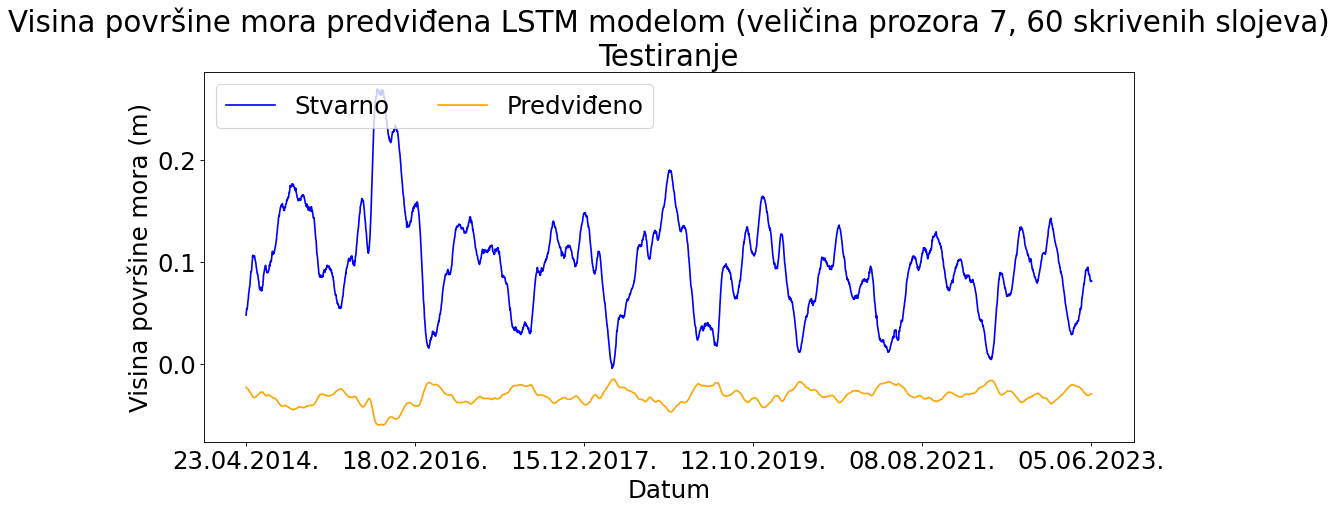 Visina površine mora predviđena LSTM modelom (veličina prozora 7, 60 skrivenih slojeva)
Testiranje
Stvarno
Predviđeno
Visina površine mora (m)
0.2
0.1
0.0
23.04.2014.
18.02.2016.
15.12.2017.
12.10.2019.
08.08.2021.
05.06.2023.
Datum